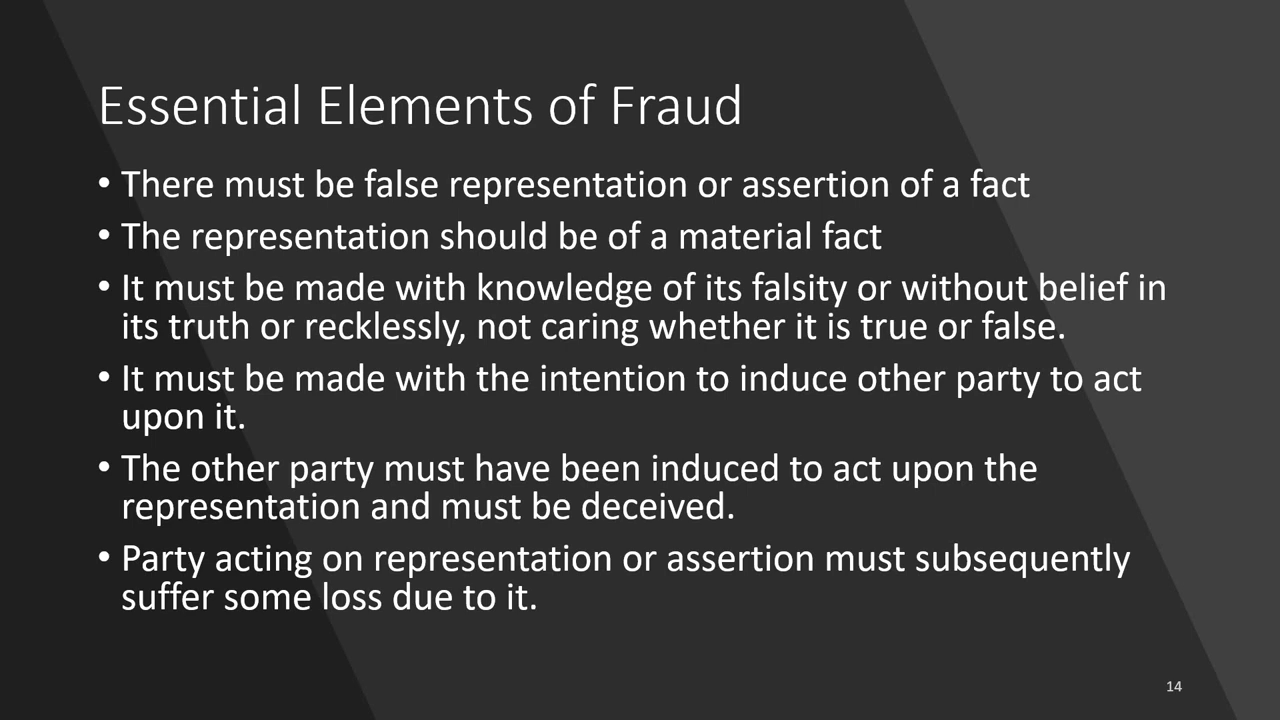 Essential Elements of Fraud
• There must be false representation or assertion of a fact
• The representation should be of a material fact
• It must be made with knowledge of its falsity or without belief in
its truth or recklessly, not caring whether it is true or false.
• It must be made with the intention to induce other party to act
upon it.
• The other party must have been induced to act upon the
representation and must be deceived.
• Party acting on representation or assertion must subsequently
suffer some loss due to it.
14